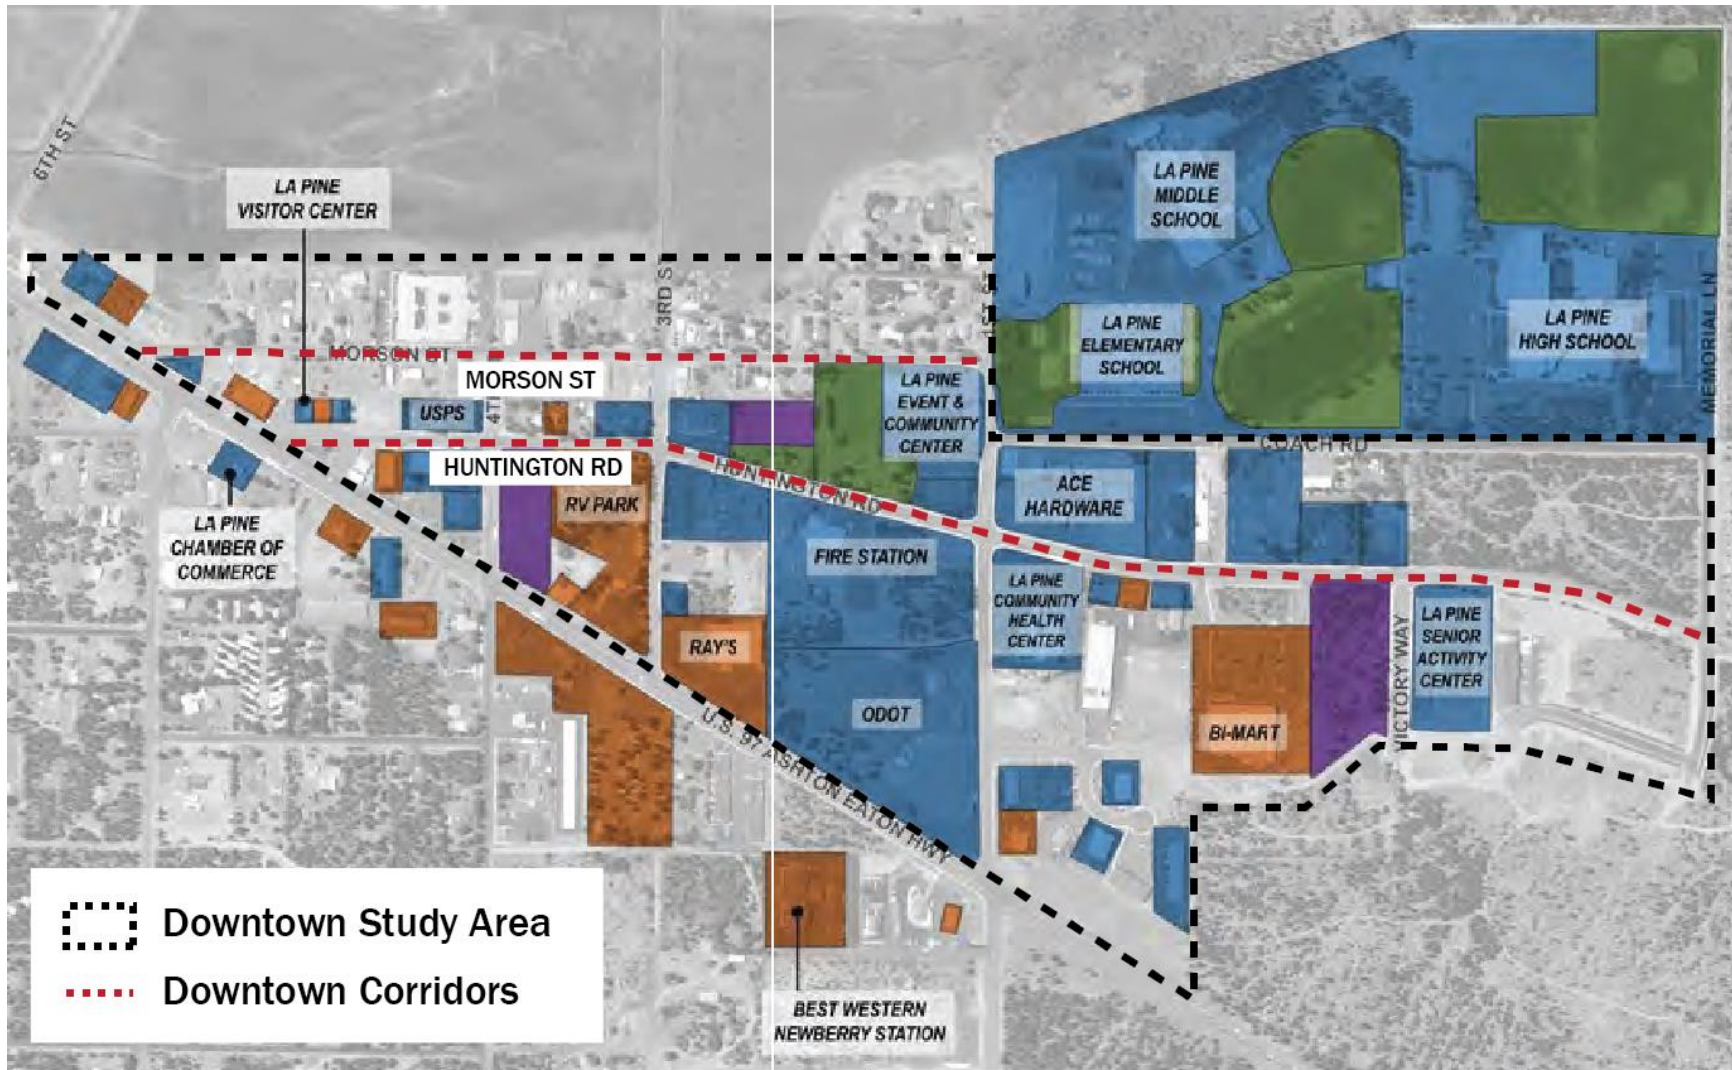 6TH ST
LA PINE
VISITOR CENTER
LA PINE
MIDDLE
SCHOOL
3RD S
1ST ST
LA PINE
ELEMENTARY
SCHOOL
LA PINE
HIGH SCHOOL
MEMORIAL LN
MORSON ST
MORSON ST
USPS
4TH
LA PINE
EVENT &
COMMUNITY
CENTER
COACH RD
HUNTINGTON RD
HUNTINGTON RD
RV PARK
ACE
HARDWARE
LA PINE
CHAMBER OF
COMMERCE
FIRE STATION
LA PINE
COMMUNITY
HEALTH
CENTER
RAY'S
LA PINE
SENIOR
ACTIVITY
CENTER
VICTORY WAY
ODOT
BI-MART
U.S. 97 ASHTON EATON HWY
BEST WESTERN
NEWBERRY STATION
Downtown Study Area
Downtown Corridors